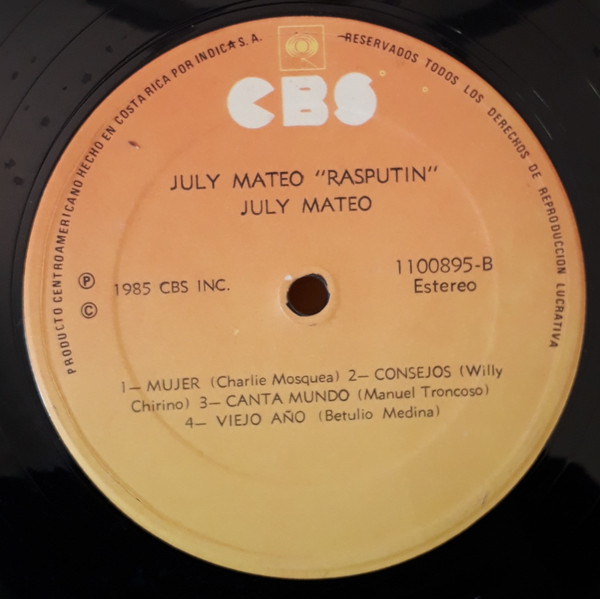 PRODUCTO CENTROAMERICANO HECHO EN COSTA RICA POR INDICA S.A.
RESERVADOS TODOS LOS DERECHOS DE REPRODUCCION LUCRATIVA
CBS
JULY MATEO "RASPUTIN"
JULY MATEO
Ⓟ
© 1985 CBS INC.
1100895-B
Estereo
1— MUJER (Charlie Mosquea) 2— CONSEJOS (Willy
Chirino) 3— CANTA MUNDO (Manuel Troncoso)
4— VIEJO AÑO (Betulio Medina)